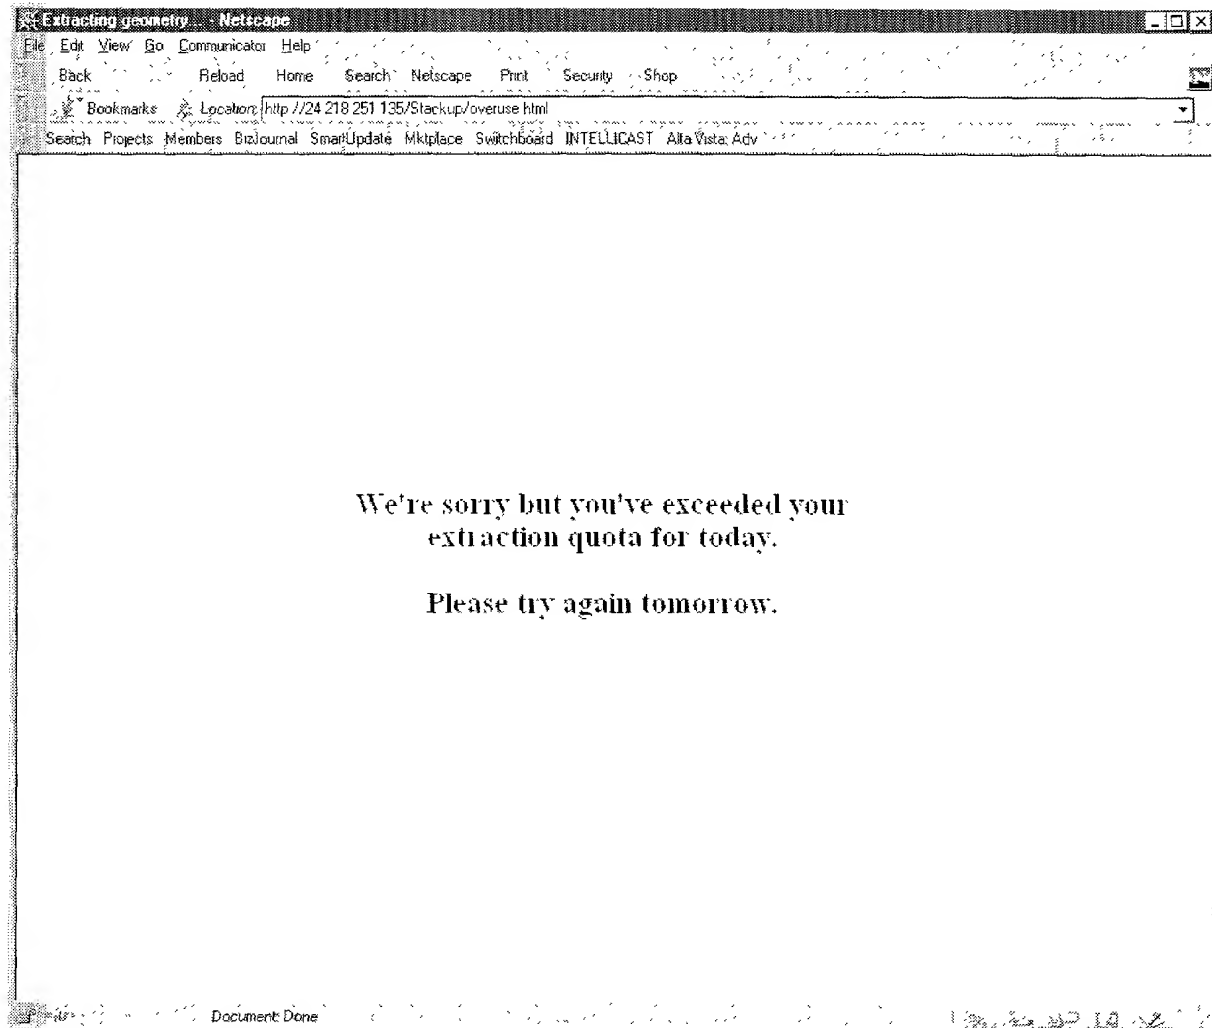 Extracting geometry... - Netscape
File Edit View Go Communicator Help
Back Reload Home Search Netscape Print Security Shop
Bookmarks Location: http //24 218 251 135/Stackup/overuse html
Search Projects Members BizJournal SmartUpdate Mktplace Switchboard INTELLICAST Alta Vista: Adv
We're sorry but you've exceeded your
extraction quota for today.
Please try again tomorrow.
Document: Done